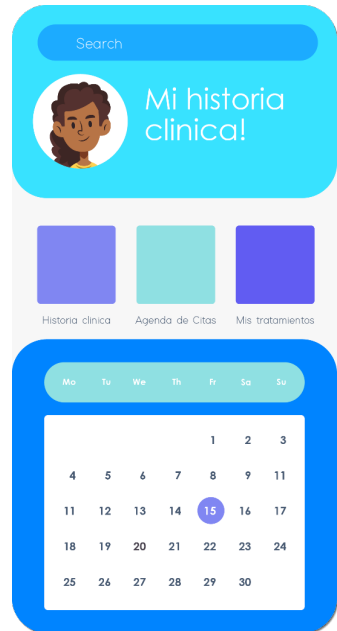 Search
Mi historia
clinica!
Historia clinica Agenda de Citas Mis tratamientos
Mo Tu We Th Fr Sa Su
1 2 3
4 5 6 7 8 9 11
11 12 13 14 15 16 17
18 19 20 21 22 23 24
25 26 27 28 29 30